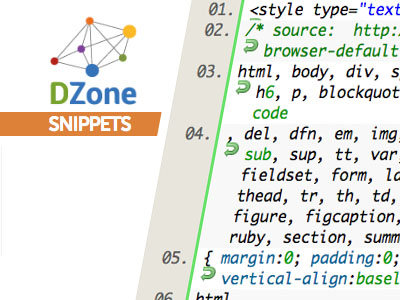 DZone
SNIPPETS
01. <style type="text
02. /* source: http:
browser-default
03. html, body, div, s
h6, p, blockquot
code
04. , del, dfn, em, img,
sub, sup, tt, var,
fieldset, form, la
thead, tr, th, td,
figure, figcaption,
ruby, section, summ
05. { margin:0; padding:0;
vertical-align:basel
06. html